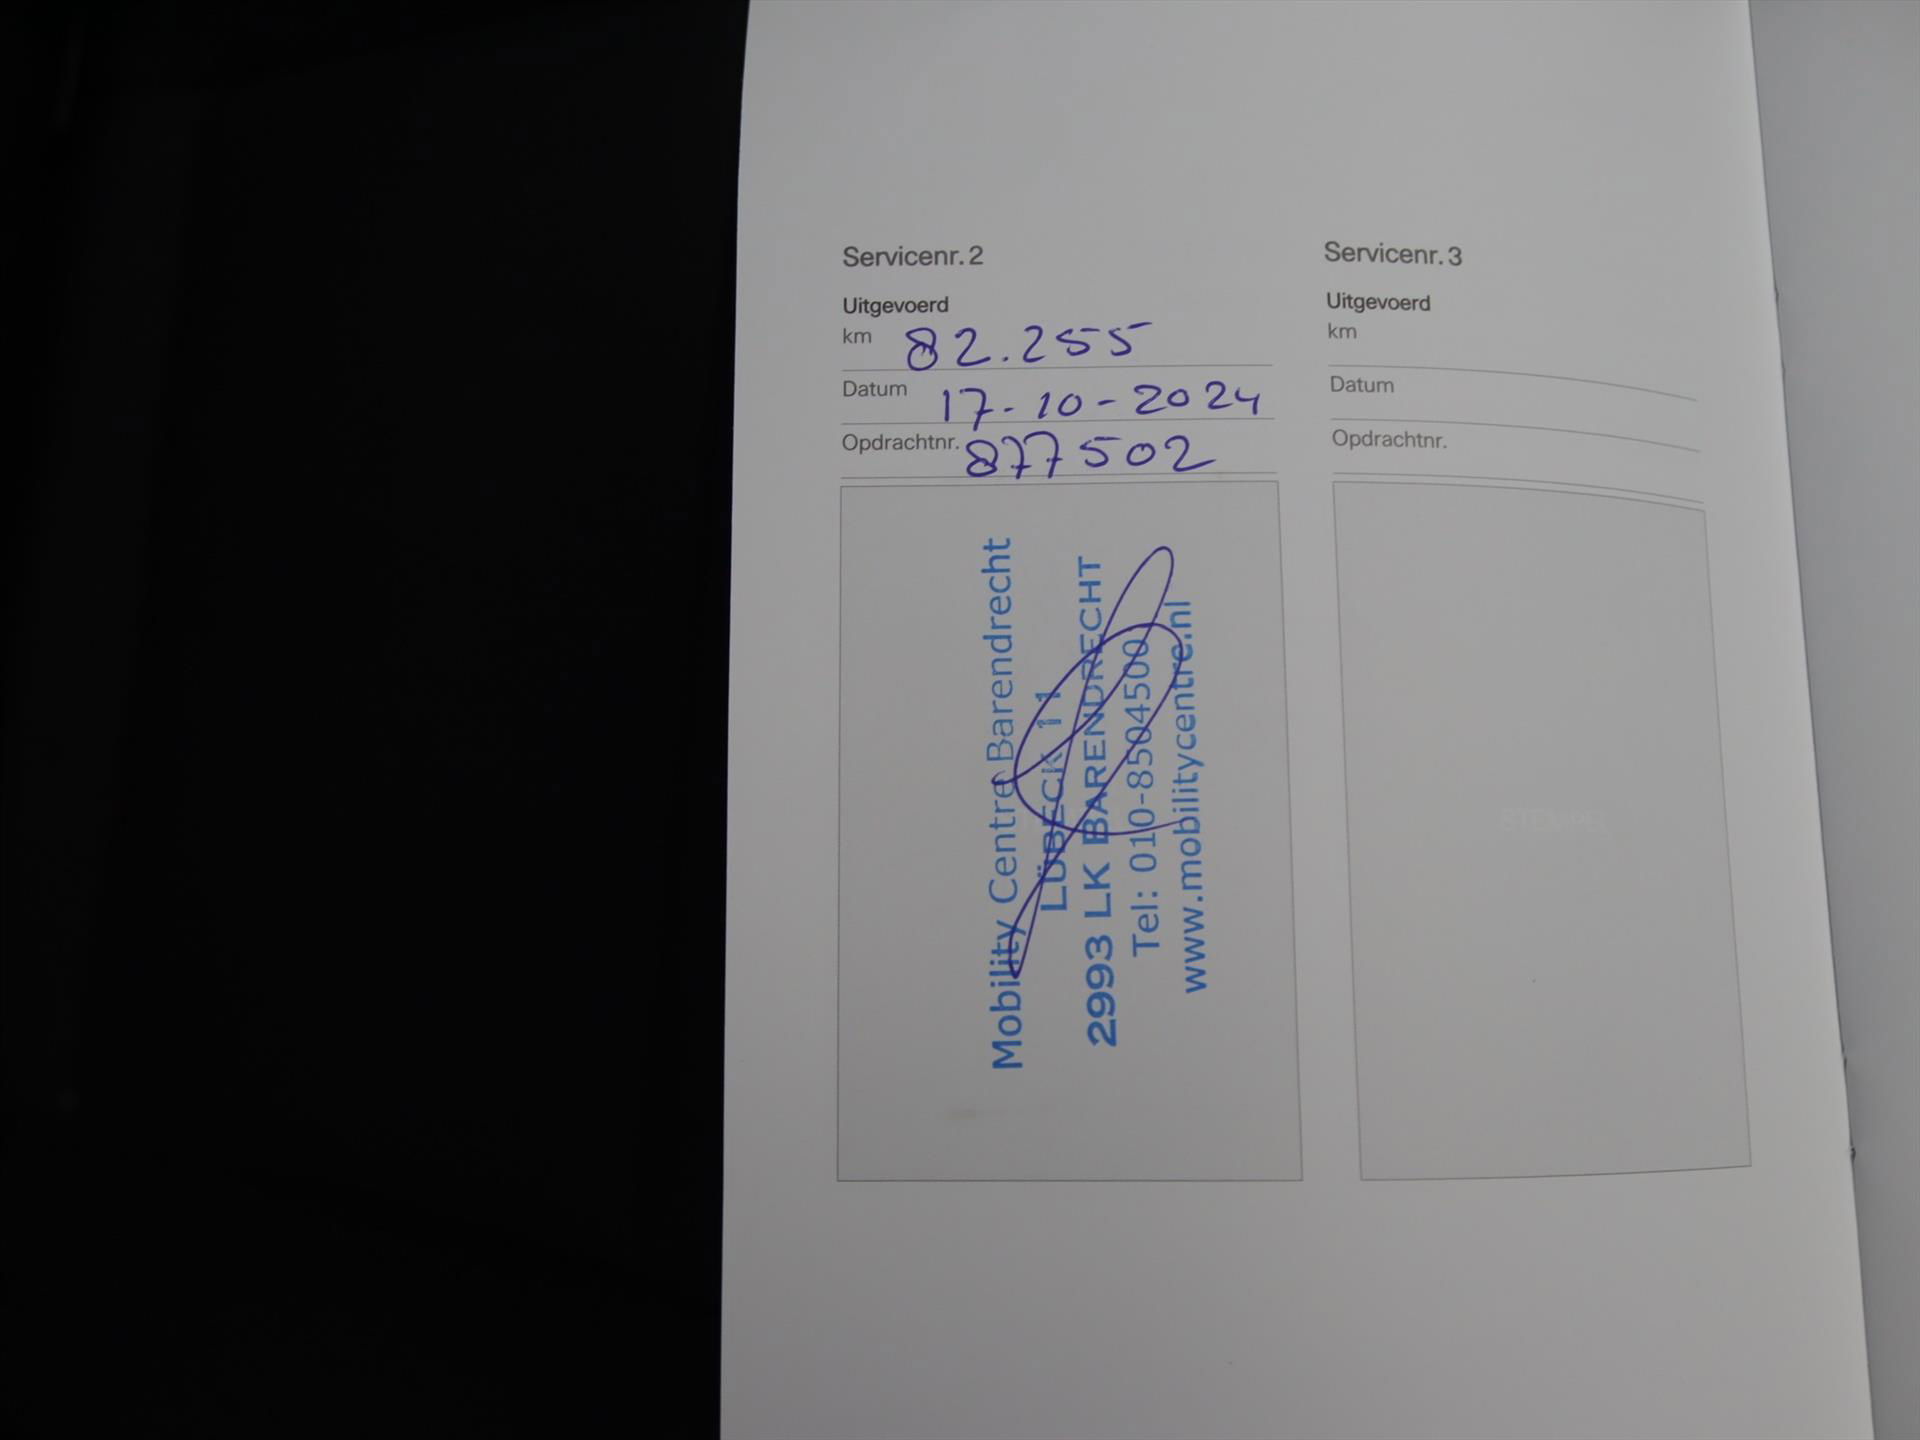 Servicenr. 2
Uitgevoerd
km 82.255
Datum 17-10-2024
Opdrachtnr. 877502
Mobility Centre Barendrecht
LÜBECK 11
2993 LK BARENDRECHT
Tel: 010-8504500
www.mobilitycentre.nl
Servicenr. 3
Uitgevoerd
km
Datum
Opdrachtnr.
STEMPEL